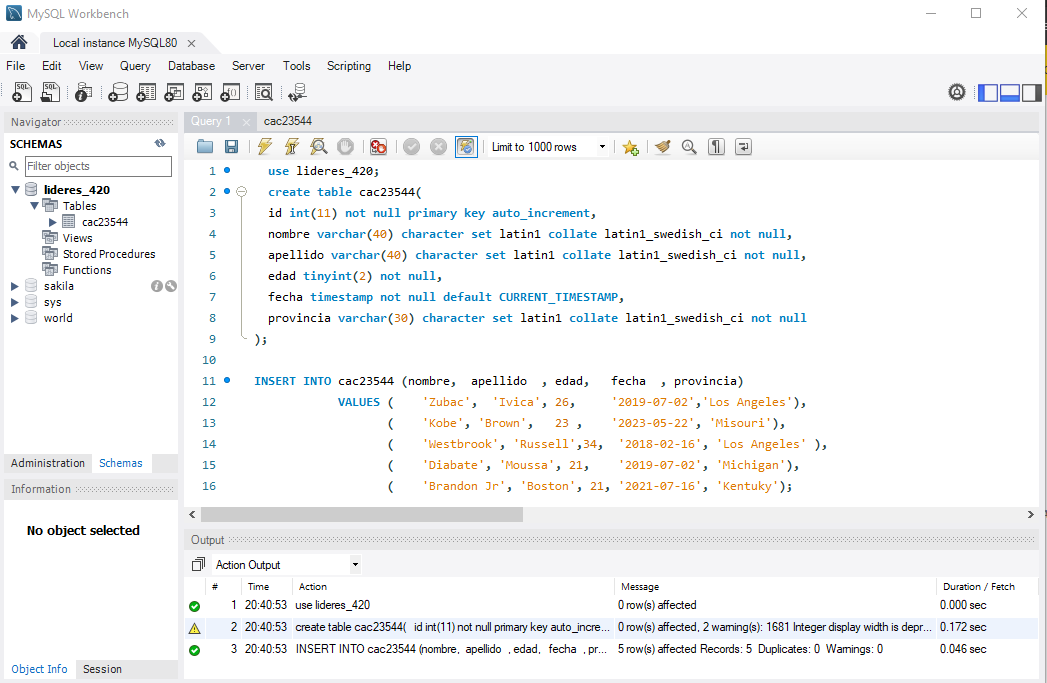 MySQL Workbench
Local instance MySQL80
File Edit View Query Database Server Tools Scripting Help
Navigator
SCHEMAS
Filter objects
lideres_420
Tables
cac23544
Views
Stored Procedures
Functions
sakila
sys
world
Administration Schemas
Information
No object selected
Object Info Session
Query 1 cac23544
Limit to 1000 rows
1 use lideres_420;
2 create table cac23544(
3 id int(11) not null primary key auto_increment,
4 nombre varchar(40) character set latin1 collate latin1_swedish_ci not null,
5 apellido varchar(40) character set latin1 collate latin1_swedish_ci not null,
6 edad tinyint(2) not null,
7 fecha timestamp not null default CURRENT_TIMESTAMP,
8 provincia varchar(30) character set latin1 collate latin1_swedish_ci not null
9 );
10
11 INSERT INTO cac23544 (nombre, apellido , edad, fecha , provincia)
12 VALUES ( 'Zubac', 'Ivica', 26, '2019-07-02','Los Angeles'),
13 ( 'Kobe', 'Brown', 23 , '2023-05-22', 'Misouri'),
14 ( 'Westbrook', 'Russell',34, '2018-02-16', 'Los Angeles' ),
15 ( 'Diabate', 'Moussa', 21, '2019-07-02', 'Michigan'),
16 ( 'Brandon Jr', 'Boston', 21, '2021-07-16', 'Kentuky');
Output
Action Output
# Time Action Message Duration / Fetch
1 20:40:53 use lideres_420 0 row(s) affected 0.000 sec
2 20:40:53 create table cac23544( id int(11) not null primary key auto_incre... 0 row(s) affected, 2 warning(s): 1681 Integer display width is depr... 0.172 sec
3 20:40:53 INSERT INTO cac23544 (nombre, apellido , edad, fecha , pr... 5 row(s) affected Records: 5 Duplicates: 0 Warnings: 0 0.046 sec